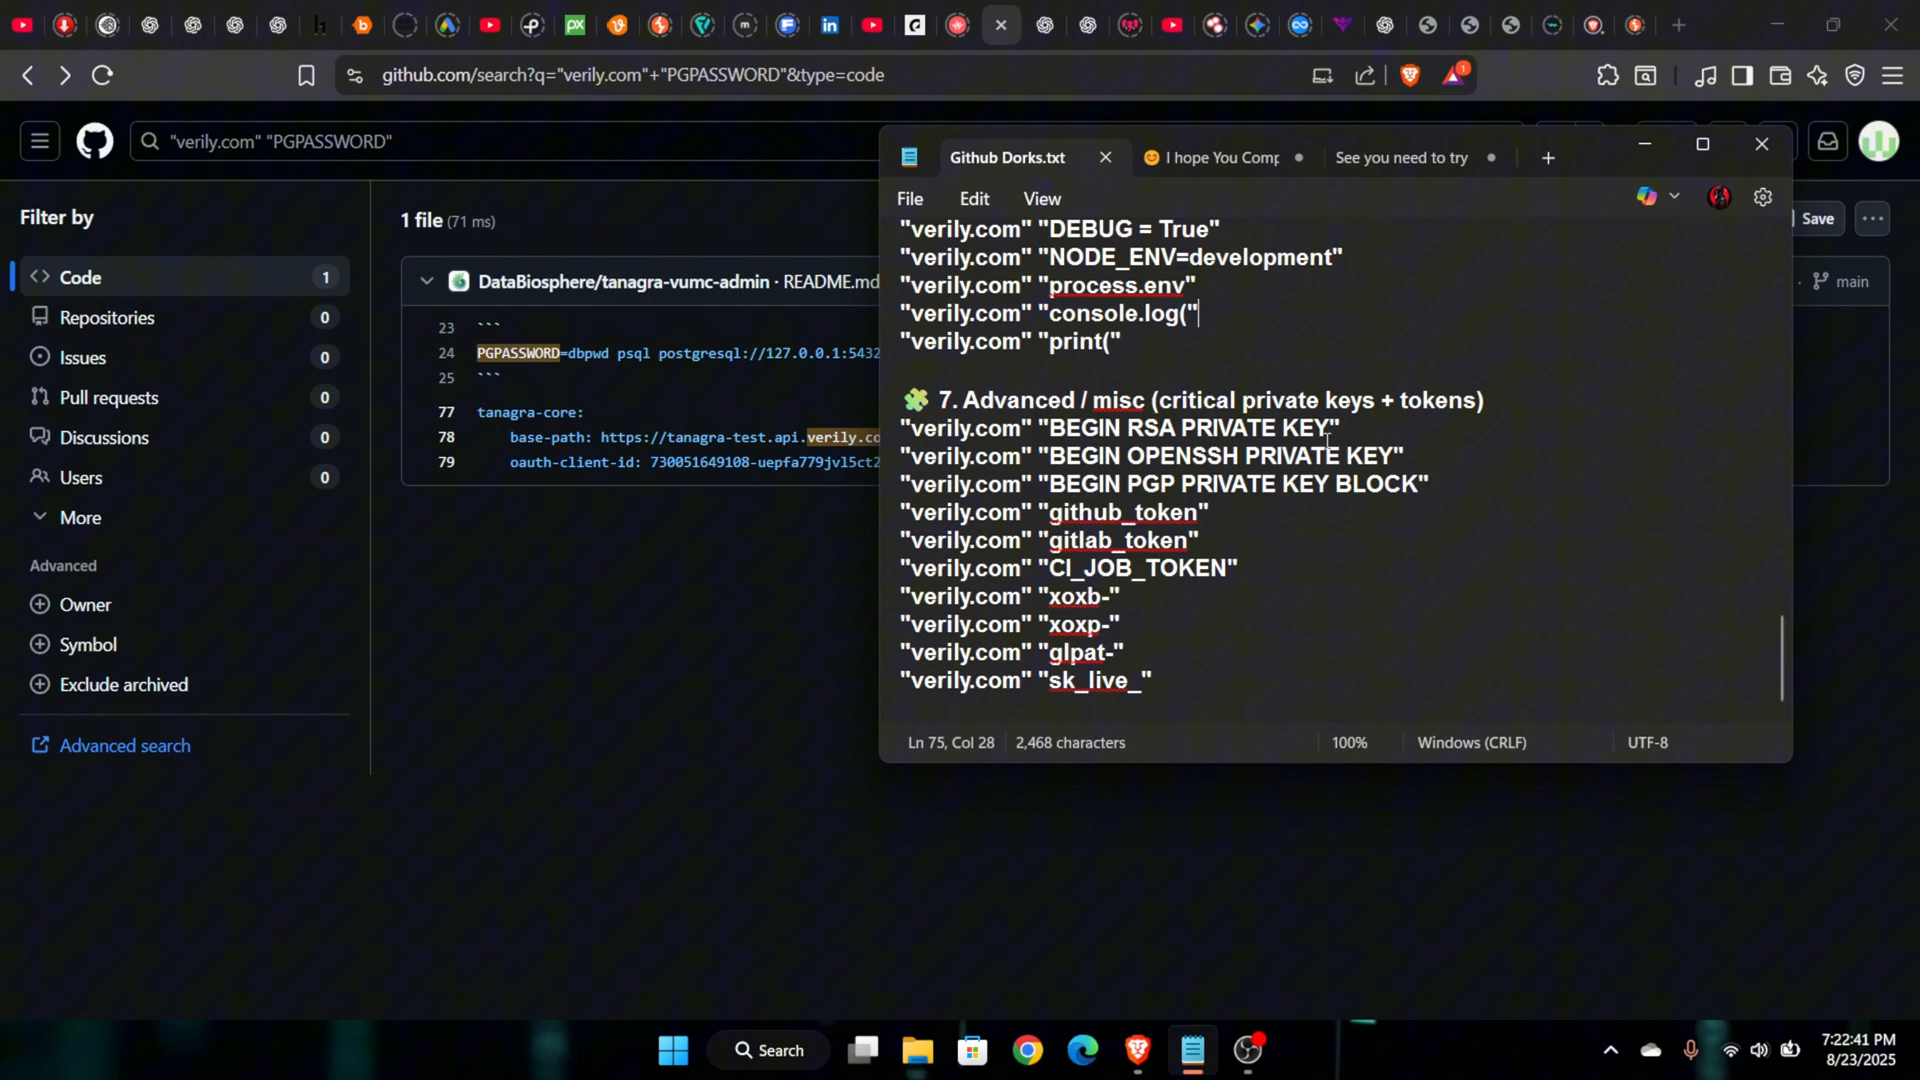 github.com/search?q="verily.com"+"PGPASSWORD"&type=code
1
"verily.com" "PGPASSWORD"
Filter by
Code 1
Repositories 0
Issues 0
Pull requests 0
Discussions 0
Users 0
More
Advanced
Owner
Symbol
Exclude archived
Advanced search
1 file (71 ms)
Save
DataBiosphere/tanagra-vumc-admin · README.md
main
23 ```
24 PGPASSWORD=dbpwd psql postgresql://127.0.0.1:5432
25 ```
77 tanagra-core:
78 base-path: https://tanagra-test.api.verily.co
79 oauth-client-id: 730051649108-uepfa779jvl5ct2
Github Dorks.txt
😊 I hope You Comp
See you need to try
File Edit View
"verily.com" "DEBUG = True"
"verily.com" "NODE_ENV=development"
"verily.com" "process.env"
"verily.com" "console.log("
"verily.com" "print("
🧩 7. Advanced / misc (critical private keys + tokens)
"verily.com" "BEGIN RSA PRIVATE KEY"
"verily.com" "BEGIN OPENSSH PRIVATE KEY"
"verily.com" "BEGIN PGP PRIVATE KEY BLOCK"
"verily.com" "github_token"
"verily.com" "gitlab_token"
"verily.com" "CI_JOB_TOKEN"
"verily.com" "xoxb-"
"verily.com" "xoxp-"
"verily.com" "glpat-"
"verily.com" "sk_live_"
Ln 75, Col 28 2,468 characters 100% Windows (CRLF) UTF-8
Search
7:22:41 PM
8/23/2025